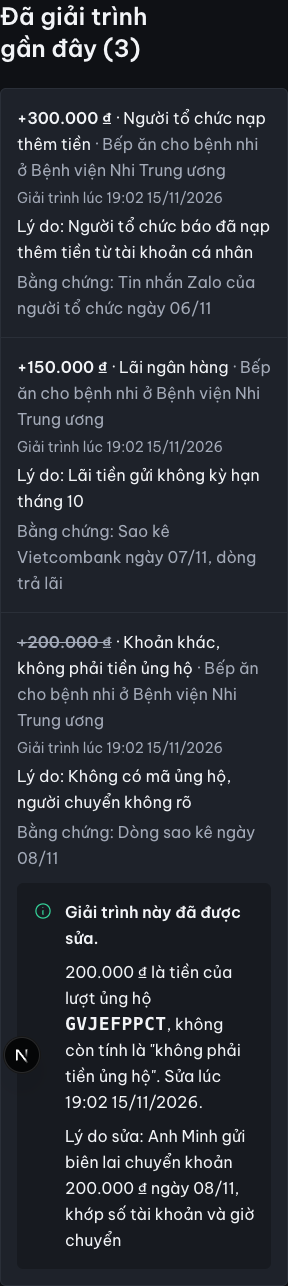 Đã giải trình
gần đây (3)
+300.000 ₫ · Người tổ chức nạp
thêm tiền · Bếp ăn cho bệnh nhi
ở Bệnh viện Nhi Trung ương
Giải trình lúc 19:02 15/11/2026
Lý do: Người tổ chức báo đã nạp
thêm tiền từ tài khoản cá nhân
Bằng chứng: Tin nhắn Zalo của
người tổ chức ngày 06/11
+150.000 ₫ · Lãi ngân hàng · Bếp
ăn cho bệnh nhi ở Bệnh viện Nhi
Trung ương
Giải trình lúc 19:02 15/11/2026
Lý do: Lãi tiền gửi không kỳ hạn
tháng 10
Bằng chứng: Sao kê
Vietcombank ngày 07/11, dòng
trả lãi
+200.000 ₫ · Khoản khác,
không phải tiền ủng hộ · Bếp ăn
cho bệnh nhi ở Bệnh viện Nhi
Trung ương
Giải trình lúc 19:02 15/11/2026
Lý do: Không có mã ủng hộ,
người chuyển không rõ
Bằng chứng: Dòng sao kê ngày
08/11
Giải trình này đã được
sửa.
200.000 ₫ là tiền của
lượt ủng hộ
GVJEFPPCT, không
còn tính là "không phải
tiền ủng hộ". Sửa lúc
19:02 15/11/2026.
Lý do sửa: Anh Minh gửi
biên lai chuyển khoản
200.000 ₫ ngày 08/11,
khớp số tài khoản và giờ
chuyển
N